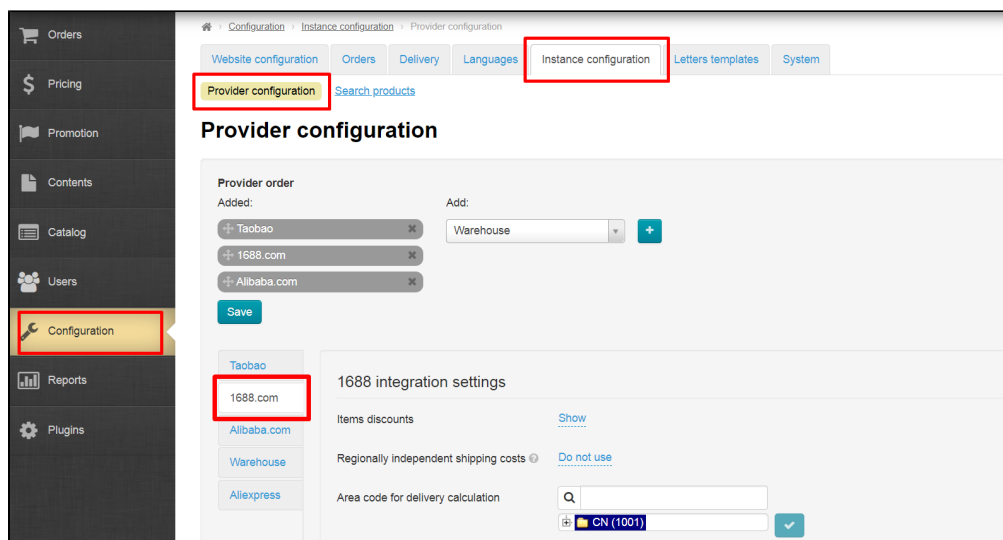 Orders
Pricing
Promotion
Contents
Catalog
Users
Configuration
Reports
Plugins
Configuration › Instance configuration › Provider configuration
Website configuration Orders Delivery Languages Instance configuration Letters templates System
Provider configuration Search products
Provider configuration
Provider order
Added: Add:
Taobao Warehouse +
1688.com
Alibaba.com
Save
Taobao
1688.com
Alibaba.com
Warehouse
Aliexpress
1688 integration settings
Items discounts Show
Regionally independent shipping costs Do not use
Area code for delivery calculation
CN (1001)